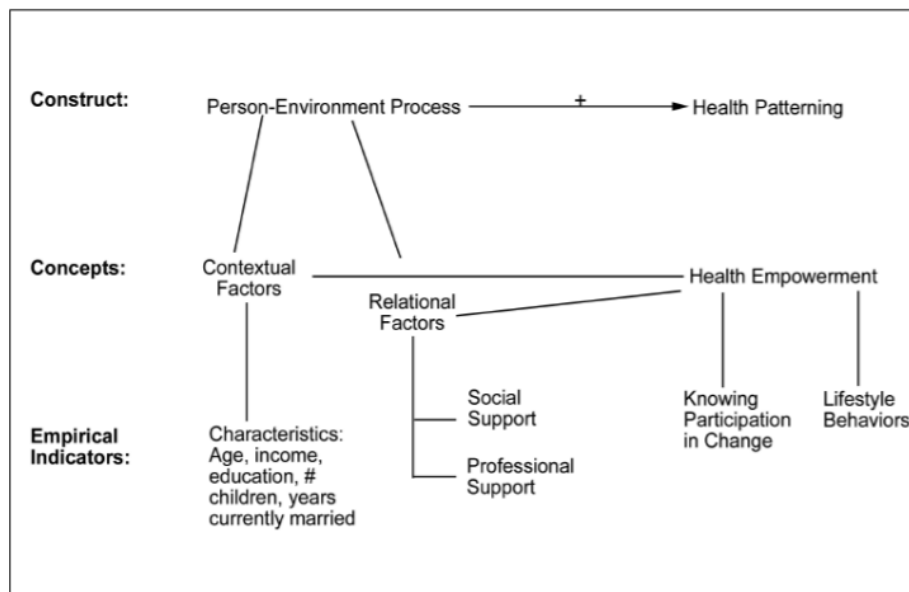 Construct:
Person-Environment Process
+
Health Patterning
Concepts:
Contextual
Factors
Relational
Factors
Health Empowerment
Empirical
Indicators:
Characteristics:
Age, income,
education, #
children, years
currently married
Social
Support
Professional
Support
Knowing
Participation
in Change
Lifestyle
Behaviors